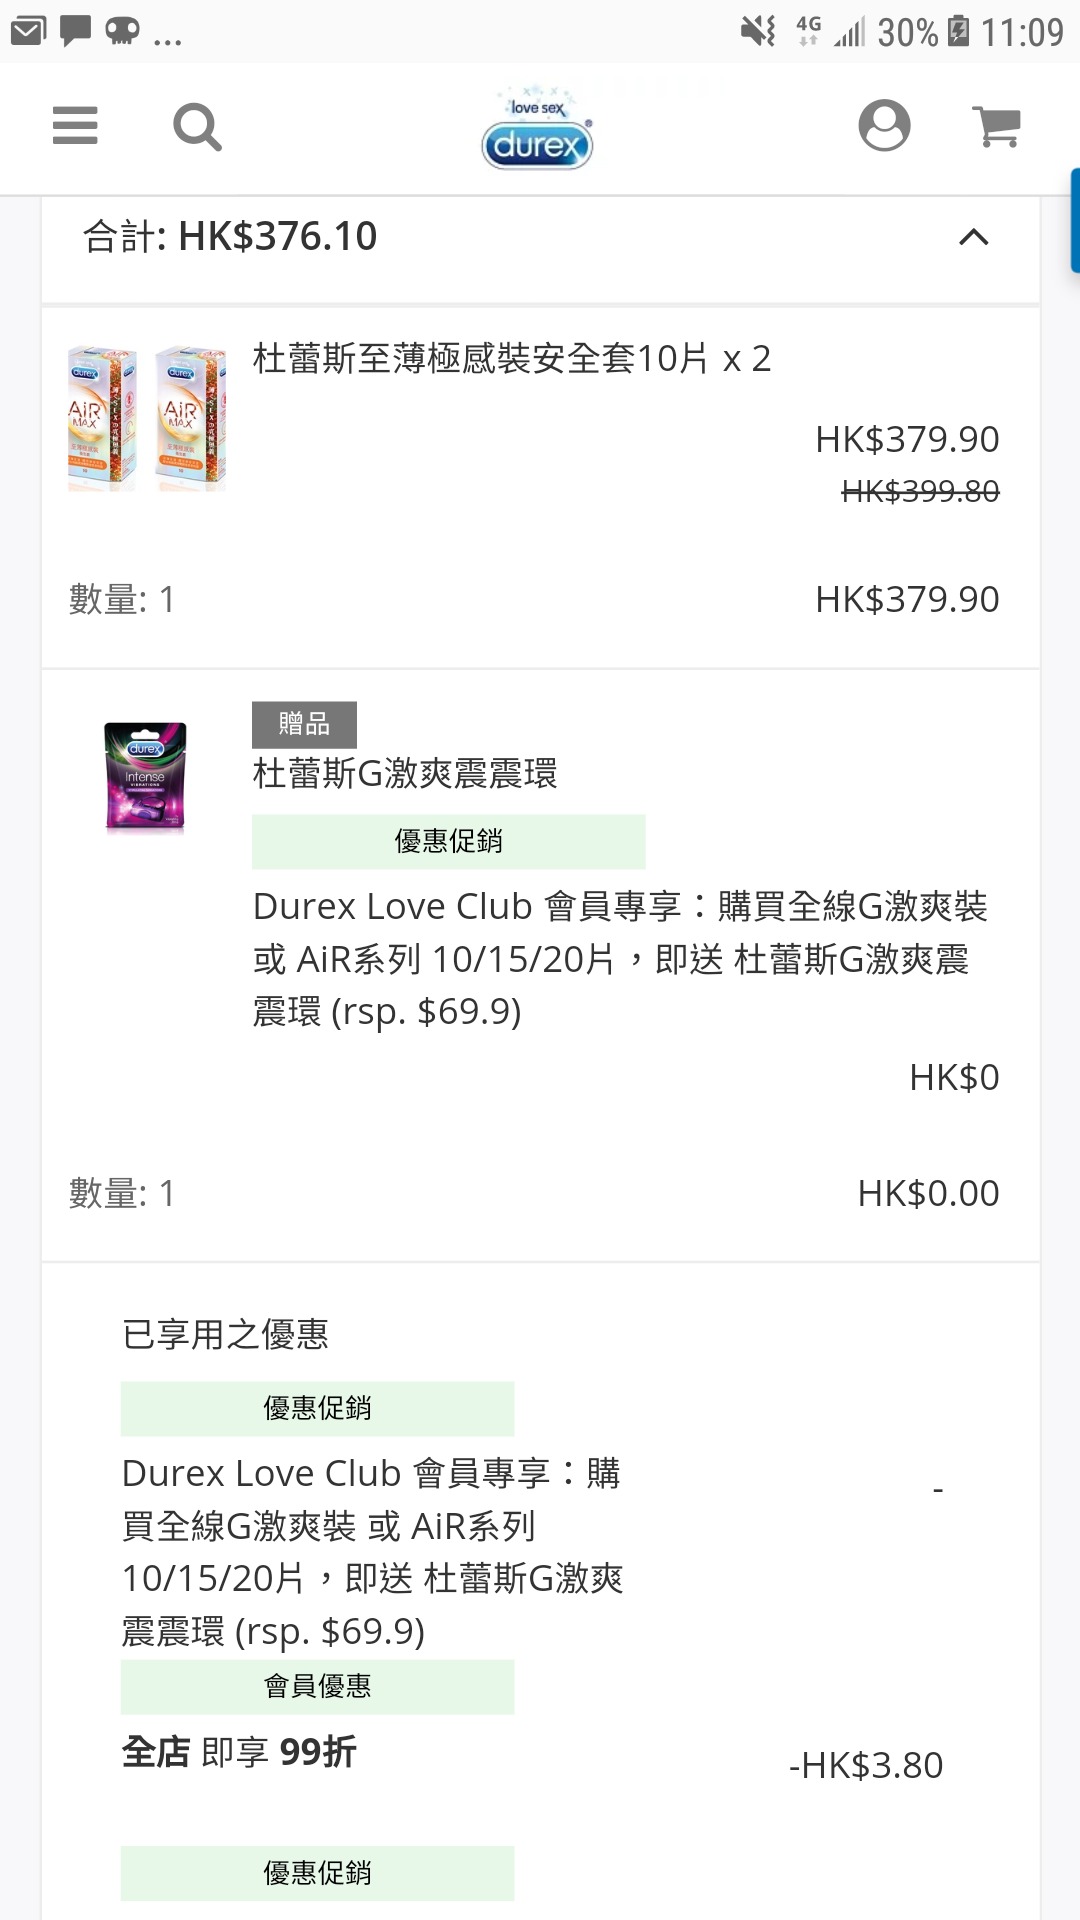 4G 30% 11:09
love sex
durex
合計: HK$376.10
杜蕾斯至薄極感裝安全套10片 x 2
durex
AiR
MAX
durex
AiR
MAX
HK$379.90
HK$399.80
數量: 1 HK$379.90
贈品
durex
Intense
杜蕾斯G激爽震震環
優惠促銷
Durex Love Club 會員專享：購買全線G激爽裝
或 AiR系列 10/15/20片，即送 杜蕾斯G激爽震
震環 (rsp. $69.9)
HK$0
數量: 1 HK$0.00
已享用之優惠
優惠促銷
Durex Love Club 會員專享：購 -
買全線G激爽裝 或 AiR系列
10/15/20片，即送 杜蕾斯G激爽
震震環 (rsp. $69.9)
會員優惠
全店 即享 99折 -HK$3.80
優惠促銷